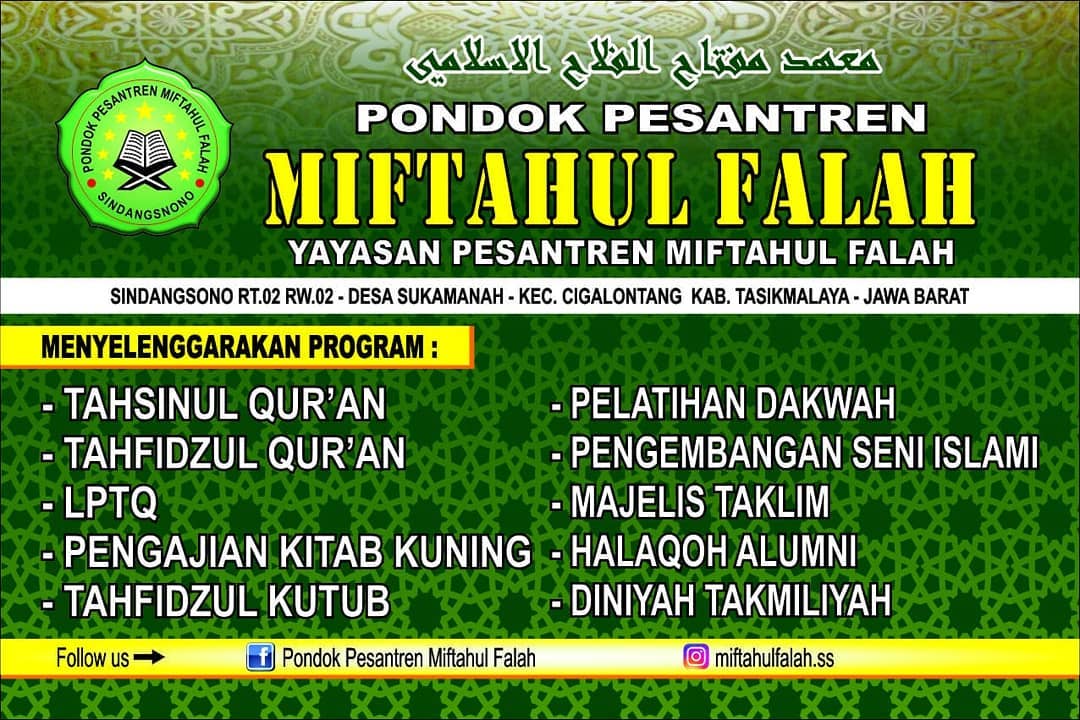 معهد مفتاح الفلاح الاسلامي
PONDOK PESANTREN
MIFTAHUL FALAH
YAYASAN PESANTREN MIFTAHUL FALAH
PONDOK PESANTREN MIFTAHUL FALAH
SINDANGSNONO
SINDANGSONO RT.02 RW.02 - DESA SUKAMANAH - KEC. CIGALONTANG KAB. TASIKMALAYA - JAWA BARAT
MENYELENGGARAKAN PROGRAM :
- TAHSINUL QUR'AN
- TAHFIDZUL QUR'AN
- LPTQ
- PENGAJIAN KITAB KUNING
- TAHFIDZUL KUTUB
- PELATIHAN DAKWAH
- PENGEMBANGAN SENI ISLAMI
- MAJELIS TAKLIM
- HALAQOH ALUMNI
- DINIYAH TAKMILIYAH
Follow us → f Pondok Pesantren Miftahul Falah miftahulfalah.ss